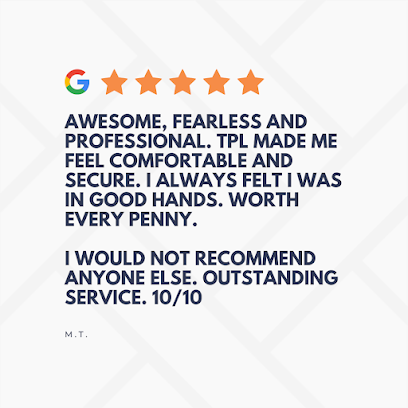 AWESOME, FEARLESS AND
PROFESSIONAL. TPL MADE ME
FEEL COMFORTABLE AND
SECURE. I ALWAYS FELT I WAS
IN GOOD HANDS. WORTH
EVERY PENNY.
I WOULD NOT RECOMMEND
ANYONE ELSE. OUTSTANDING
SERVICE. 10/10
M.T.